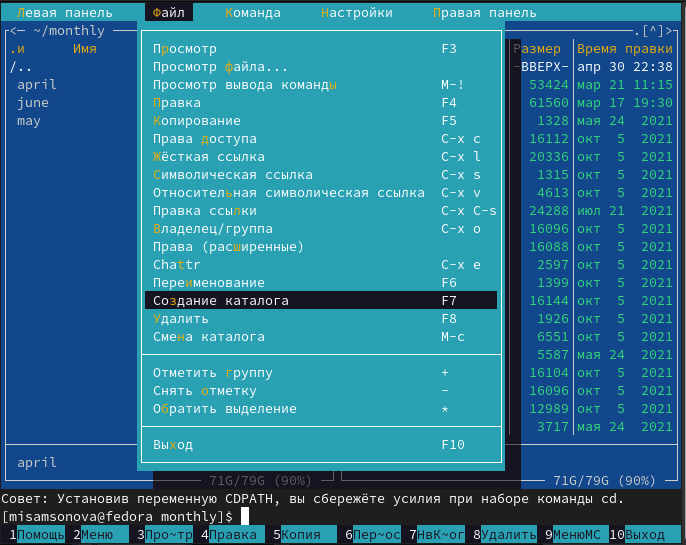 Левая панель Файл Команда Настройки Правая панель
<─ ~/monthly .[^]>
.и Имя Размер Время правки
/.. -ВВЕРХ- апр 30 22:38
april 53424 мар 21 11:15
june 61560 мар 17 19:30
may 1328 мая 24 2021
16112 окт 5 2021
20336 окт 5 2021
1315 окт 5 2021
4613 окт 5 2021
24288 июл 21 2021
16096 окт 5 2021
16088 окт 5 2021
2597 окт 5 2021
1399 окт 5 2021
16144 окт 5 2021
1926 окт 5 2021
6551 окт 5 2021
5587 мая 24 2021
16104 окт 5 2021
16096 окт 5 2021
12989 окт 5 2021
3717 мая 24 2021
Просмотр F3
Просмотр файла...
Просмотр вывода команды M-!
Правка F4
Копирование F5
Права доступа C-x c
Жёсткая ссылка C-x l
Символическая ссылка C-x s
Относительная символическая ссылка C-x v
Правка ссылки C-x C-s
Владелец/группа C-x o
Права (расширенные)
Chattr C-x e
Переименование F6
Создание каталога F7
Удалить F8
Смена каталога M-c
Отметить группу +
Снять отметку -
Обратить выделение *
Выход F10
april
71G/79G (90%) 71G/79G (90%)
Совет: Установив переменную CDPATH, вы сбережёте усилия при наборе команды cd.
[misamsonova@fedora monthly]$
1Помощь 2Меню 3Про~тр 4Правка 5Копия 6Пер~ос 7НвК~ог 8Удалить 9МенюМС 10Выход